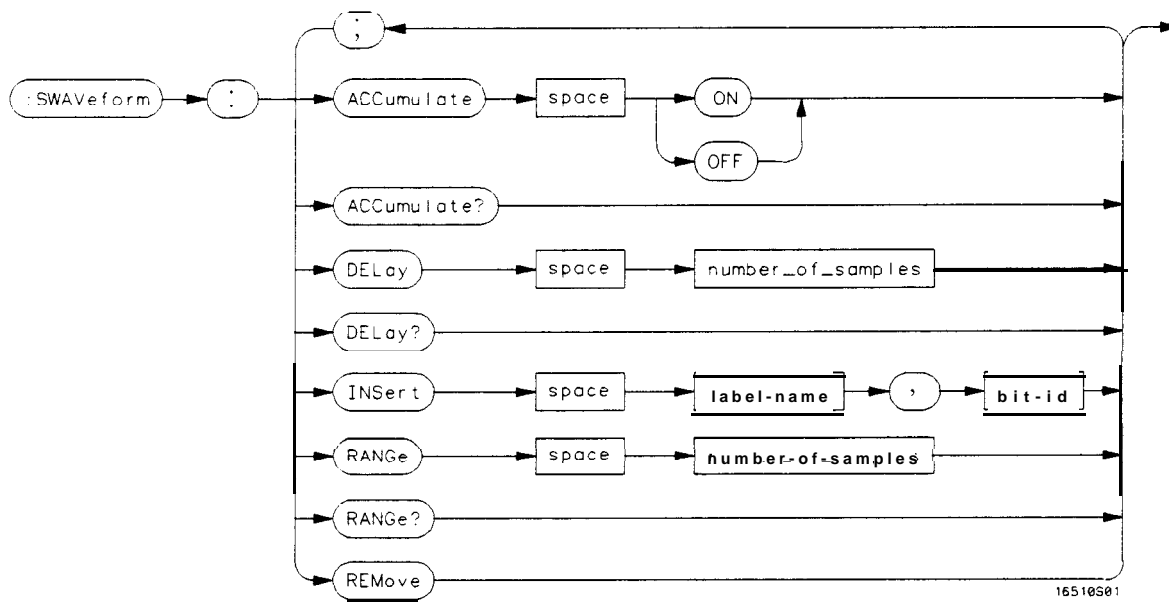 ;
:SWAVeform : ACCumulate space ON
OFF
ACCumulate?
DELay space number_of_samples
DELay?
INSert space label-name , bit-id
RANGe space number-of-samples
RANGe?
REMove
16510S01